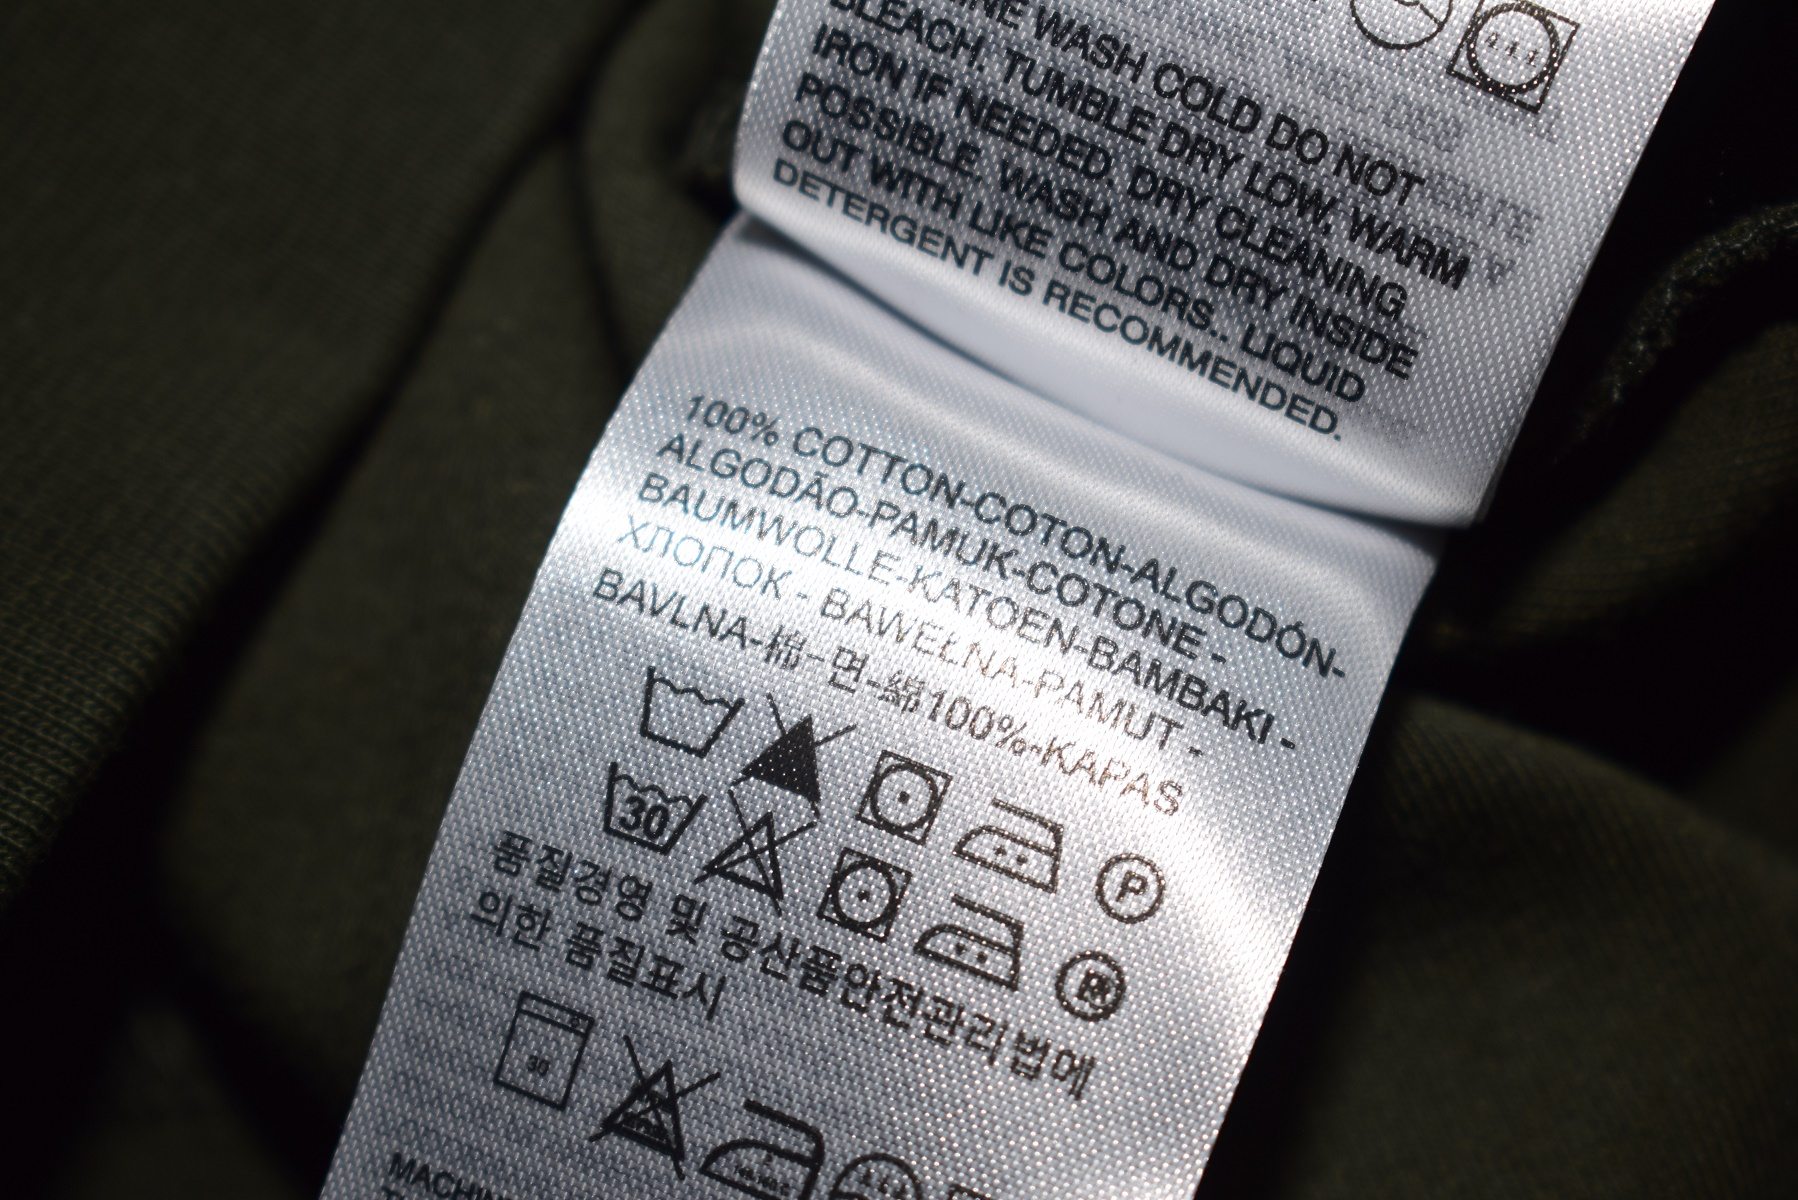 WASH COLD DO NOT
BLEACH. TUMBLE DRY LOW, WARM
IRON IF NEEDED. DRY CLEANING
POSSIBLE. WASH AND DRY INSIDE
OUT WITH LIKE COLORS.. LIQUID
DETERGENT IS RECOMMENDED.
100% COTTON-COTON-ALGODÓN-
ALGODÃO-PAMUK-COTONE -
BAUMWOLLE-KATOEN-BAMBAKI -
ХЛОПОК - BAWEŁNA-PAMUT -
BAVLNA-棉-면-綿100%-KAPAS
P
30
품질경영 및 공산품안전관리법에
의한 품질표시
30